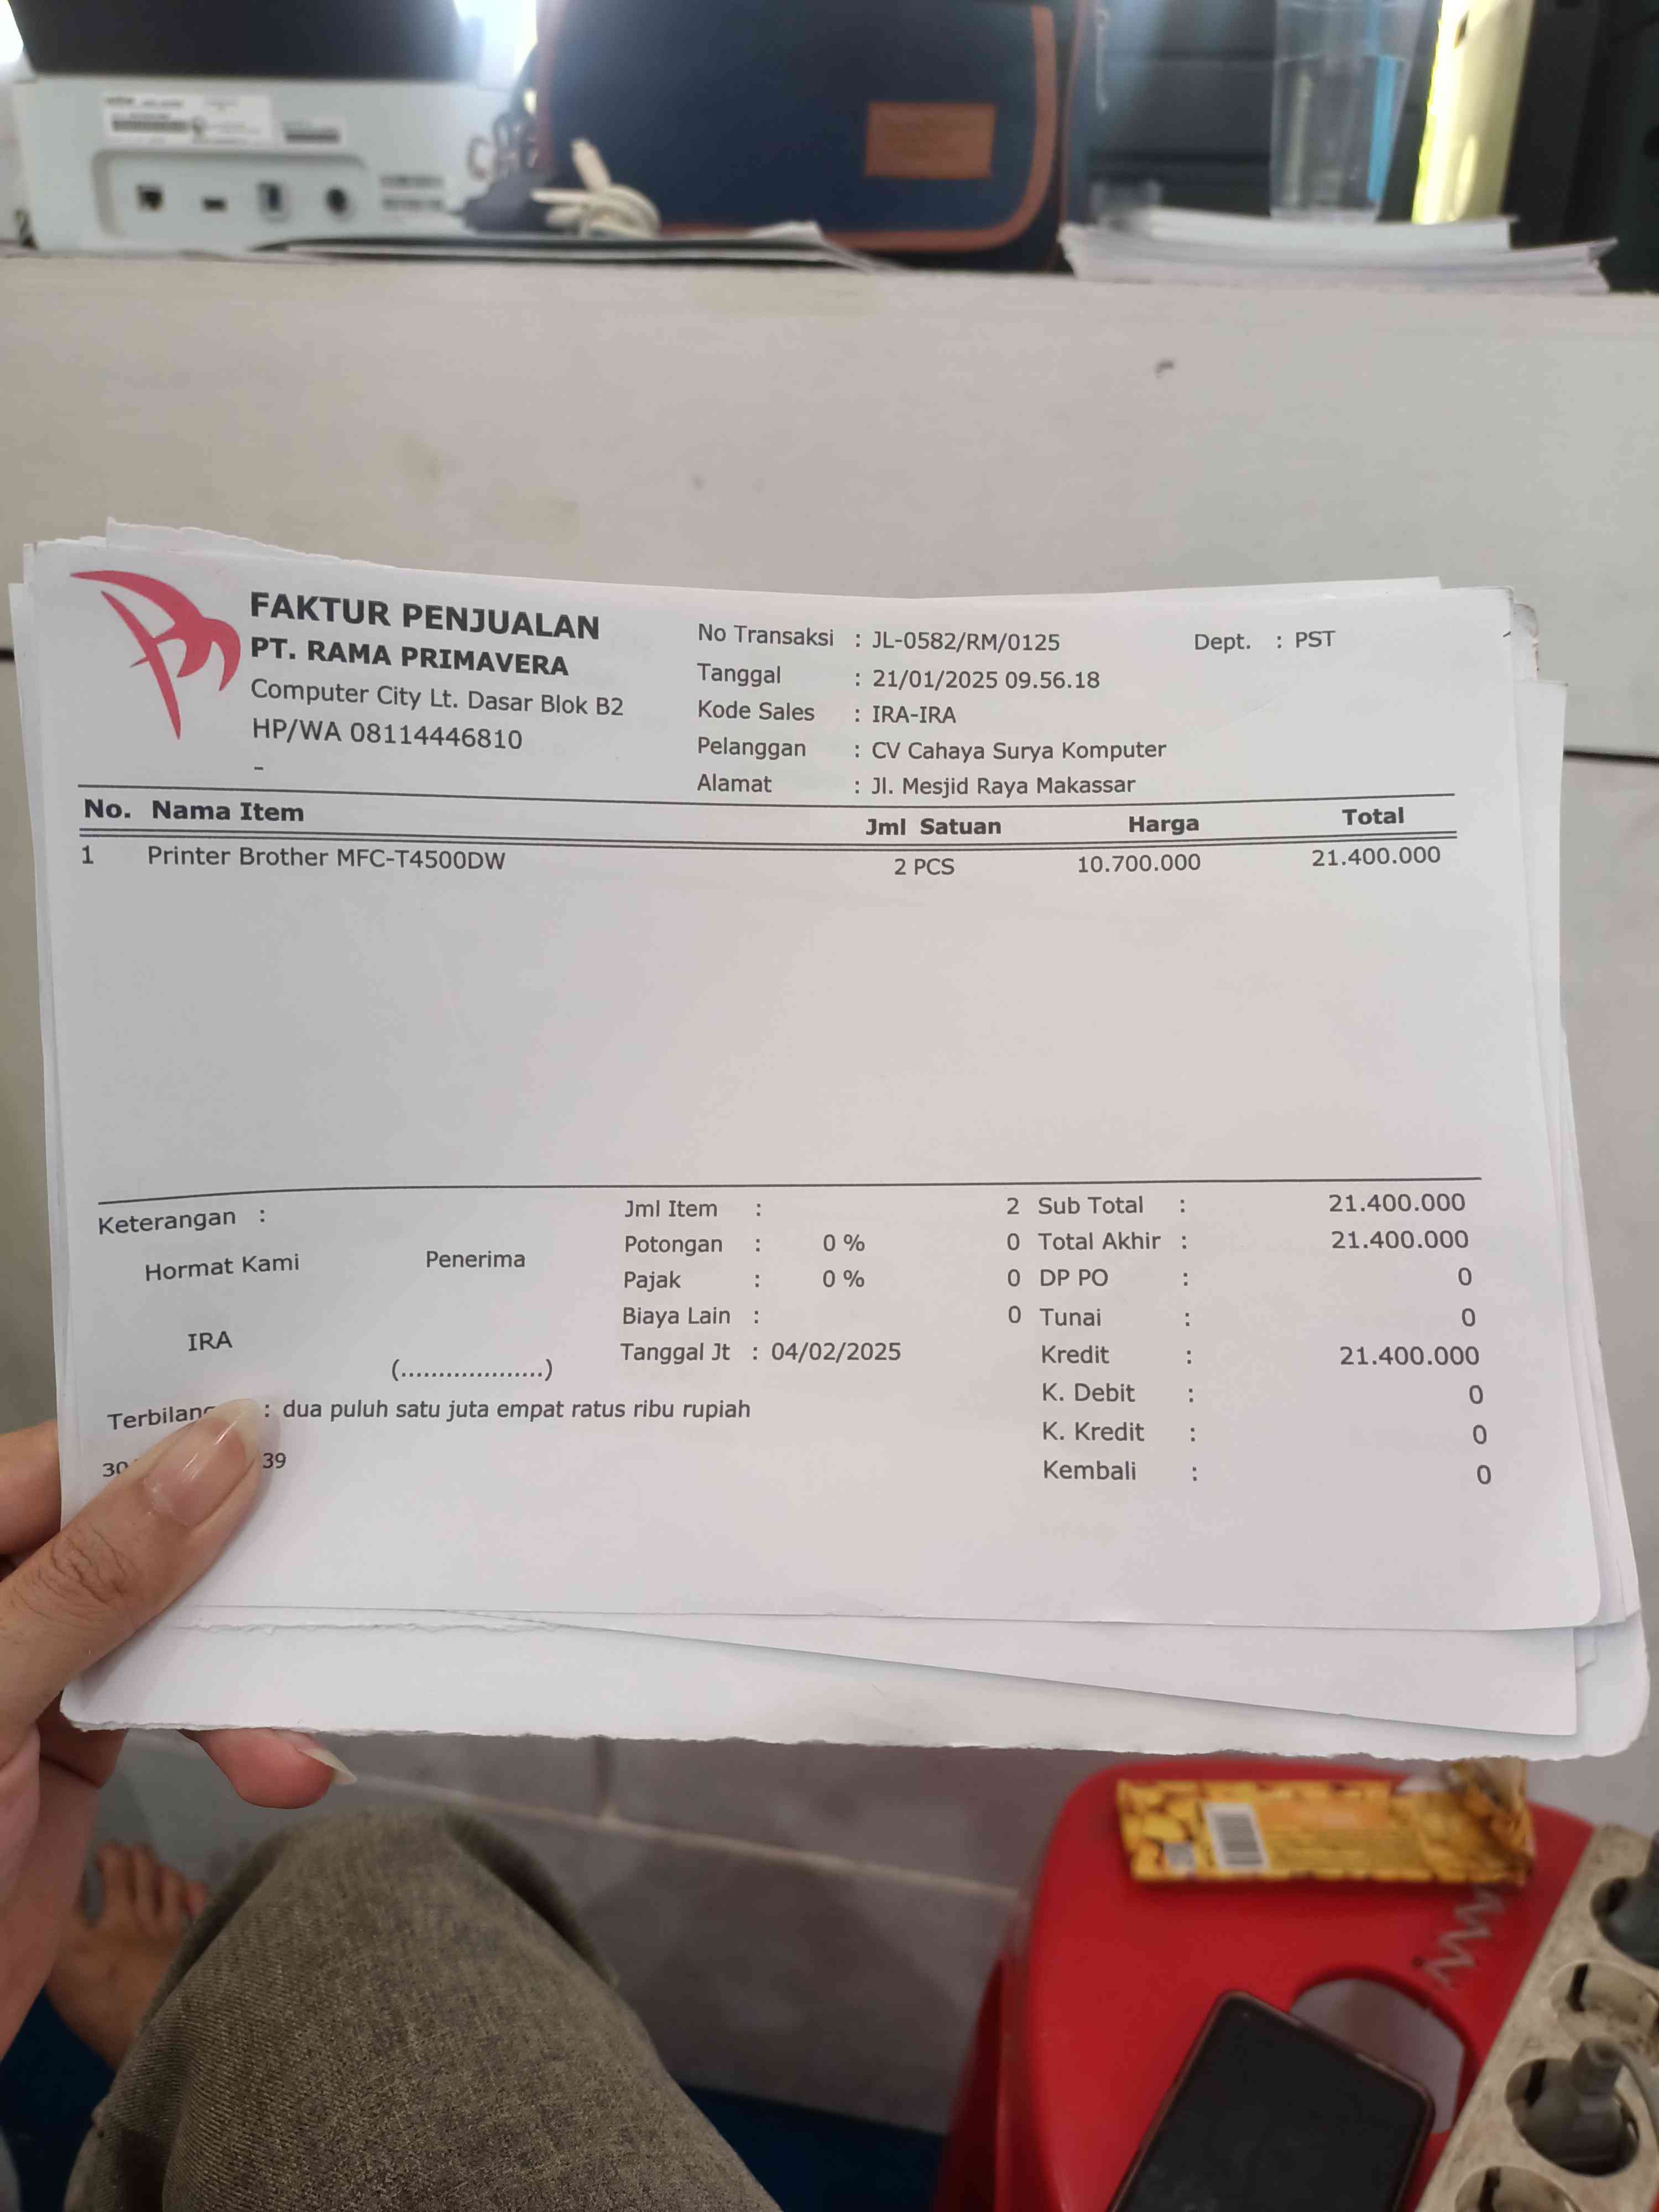 FAKTUR PENJUALAN
PT. RAMA PRIMAVERA
Computer City Lt. Dasar Blok B2
HP/WA 08114446810
-
No Transaksi : JL-0582/RM/0125 Dept. : PST
Tanggal : 21/01/2025 09.56.18
Kode Sales : IRA-IRA
Pelanggan : CV Cahaya Surya Komputer
Alamat : Jl. Mesjid Raya Makassar
No. Nama Item Jml Satuan Harga Total
1 Printer Brother MFC-T4500DW 2 PCS 10.700.000 21.400.000
Keterangan :
Hormat Kami Penerima
IRA
(...................)
Jml Item : 2
Potongan : 0 % 0
Pajak : 0 % 0
Biaya Lain : 0
Tanggal Jt : 04/02/2025
Sub Total : 21.400.000
Total Akhir : 21.400.000
DP PO : 0
Tunai : 0
Kredit : 21.400.000
K. Debit : 0
K. Kredit : 0
Kembali : 0
: dua puluh satu juta empat ratus ribu rupiah
39